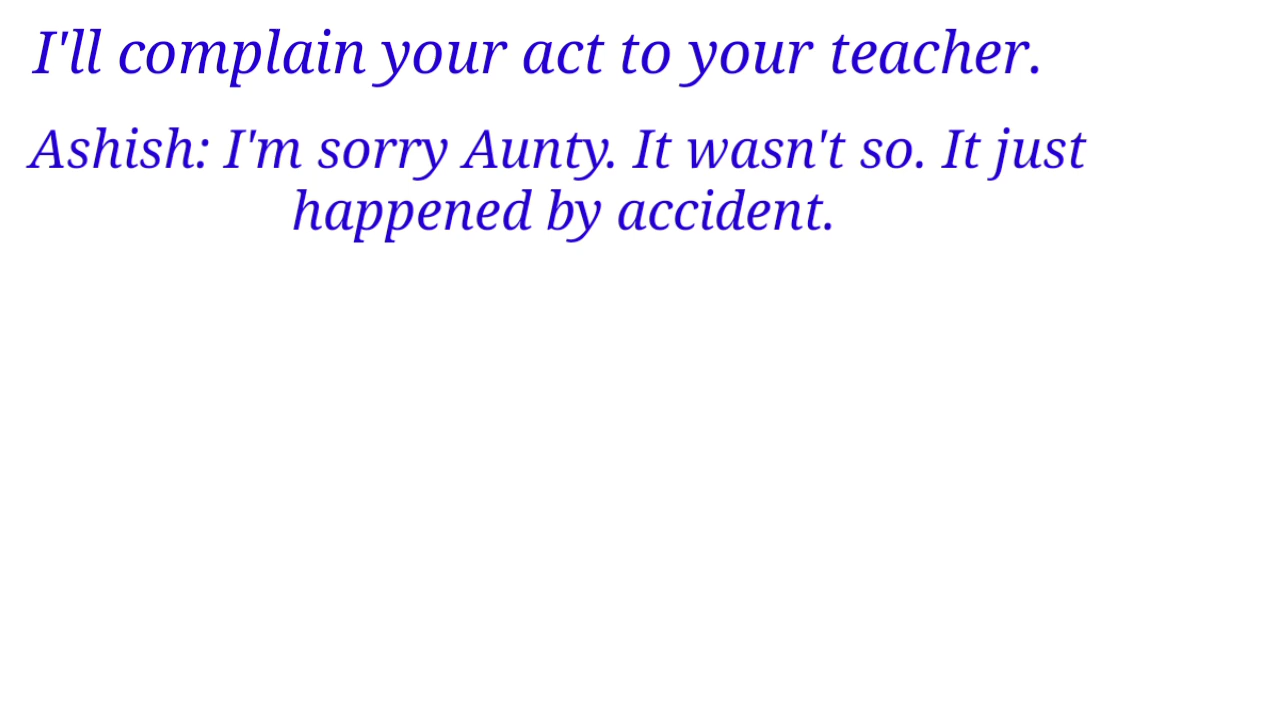 I'll complain your act to your teacher.
Ashish: I'm sorry Aunty. It wasn't so. It just
happened by accident.